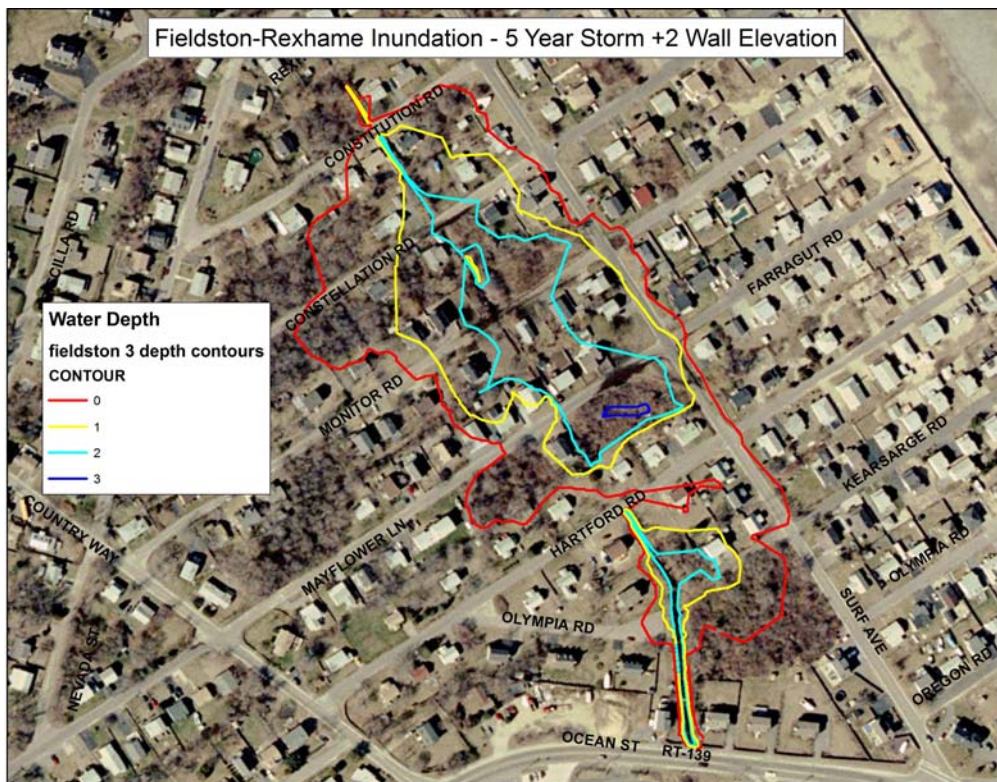 Fieldston-Rexhame Inundation - 5 Year Storm +2 Wall Elevation
CONSTITUTION RD
CILLA RD
CONSTELLATION RD
FARRAGUT RD
Water Depth
fieldston 3 depth contours
CONTOUR
0
1
2
3
MONITOR RD
KEARSARGE RD
COUNTRY WAY
MAYFLOWER LN
HARTFORD RD
OLYMPIA RD
OLYMPIA RD
SURF AVE
NEVADA ST
OREGON RD
OCEAN ST
RT-139